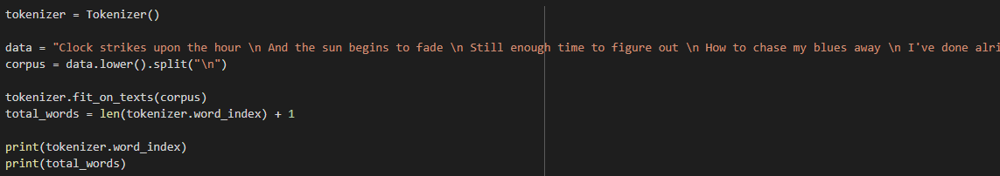 tokenizer = Tokenizer()
data = "Clock strikes upon the hour \n And the sun begins to fade \n Still enough time to figure out \n How to chase my blues away \n I've done alri
corpus = data.lower().split("\n")
tokenizer.fit_on_texts(corpus)
total_words = len(tokenizer.word_index) + 1
print(tokenizer.word_index)
print(total_words)